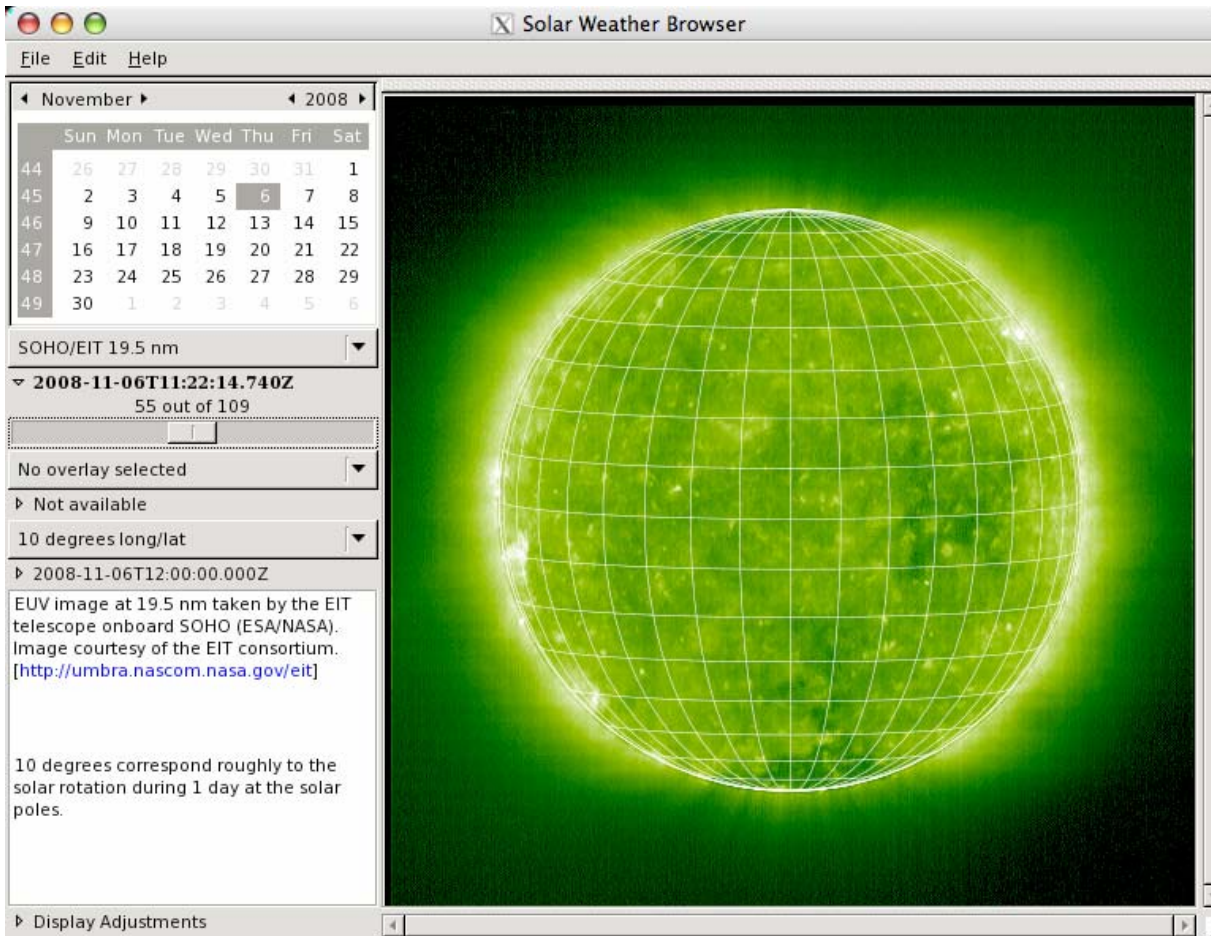 Solar Weather Browser
File Edit Help
November 2008
Sun Mon Tue Wed Thu Fri Sat
44 26 27 28 29 30 31 1
45 2 3 4 5 6 7 8
46 9 10 11 12 13 14 15
47 16 17 18 19 20 21 22
48 23 24 25 26 27 28 29
49 30 1 2 3 4 5 6
SOHO/EIT 19.5 nm
2008-11-06T11:22:14.740Z
55 out of 109
No overlay selected
Not available
10 degrees long/lat
2008-11-06T12:00:00.000Z
EUV image at 19.5 nm taken by the EIT
telescope onboard SOHO (ESA/NASA).
Image courtesy of the EIT consortium.
[http://umbra.nascom.nasa.gov/eit]
10 degrees correspond roughly to the
solar rotation during 1 day at the solar
poles.
Display Adjustments